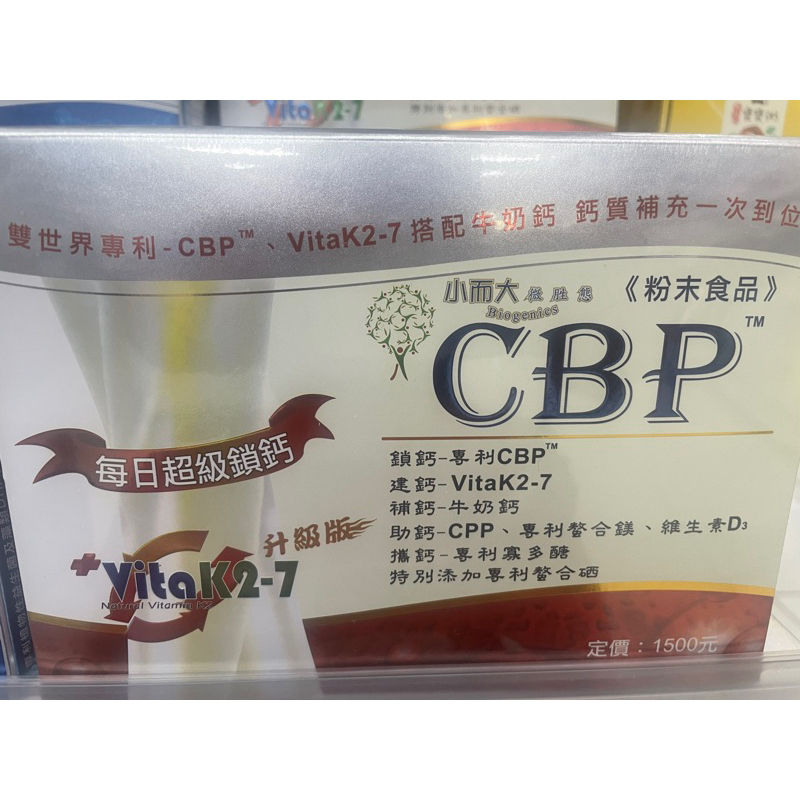 VitaK2-7
雙世界專利-CBP™、VitaK2-7搭配牛奶鈣 鈣質補充一次到位
小而大 微胜態 《粉末食品》
Biogenics
CBP™
每日超級鎖鈣
鎖鈣-專利CBP™
建鈣-VitaK2-7
補鈣-牛奶鈣
助鈣-CPP、專利螯合鎂、維生素D3
攜鈣-專利寡多醣
特別添加專利螯合硒
升級版
+VitaK2-7
Natural Vitamin K2
定價：1500元